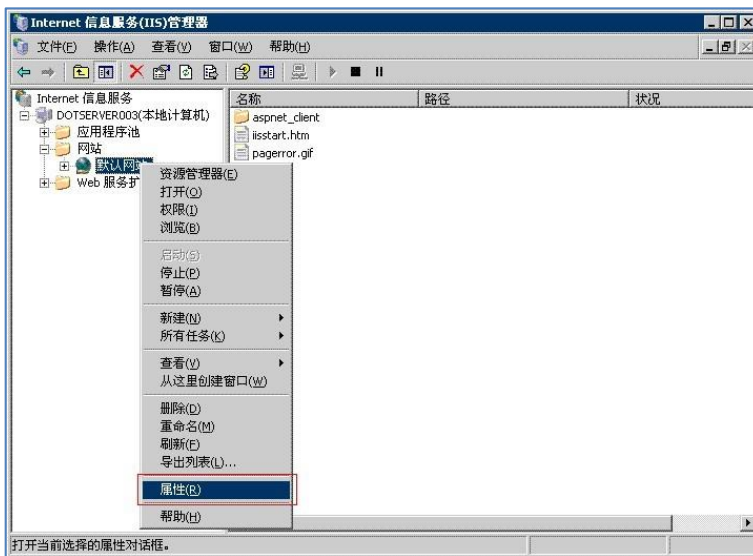 Internet 信息服务(IIS)管理器
文件(F) 操作(A) 查看(V) 窗口(W) 帮助(H)
Internet 信息服务
DOTSERVER003(本地计算机)
应用程序池
网站
默认网站
Web 服务扩
名称 路径 状况
aspnet_client
iisstart.htm
pagerror.gif
资源管理器(E)
打开(O)
权限(I)
浏览(B)
启动(S)
停止(P)
暂停(A)
新建(N)
所有任务(K)
查看(V)
从这里创建窗口(W)
删除(D)
重命名(M)
刷新(F)
导出列表(L)...
属性(R)
帮助(H)
打开当前选择的属性对话框。